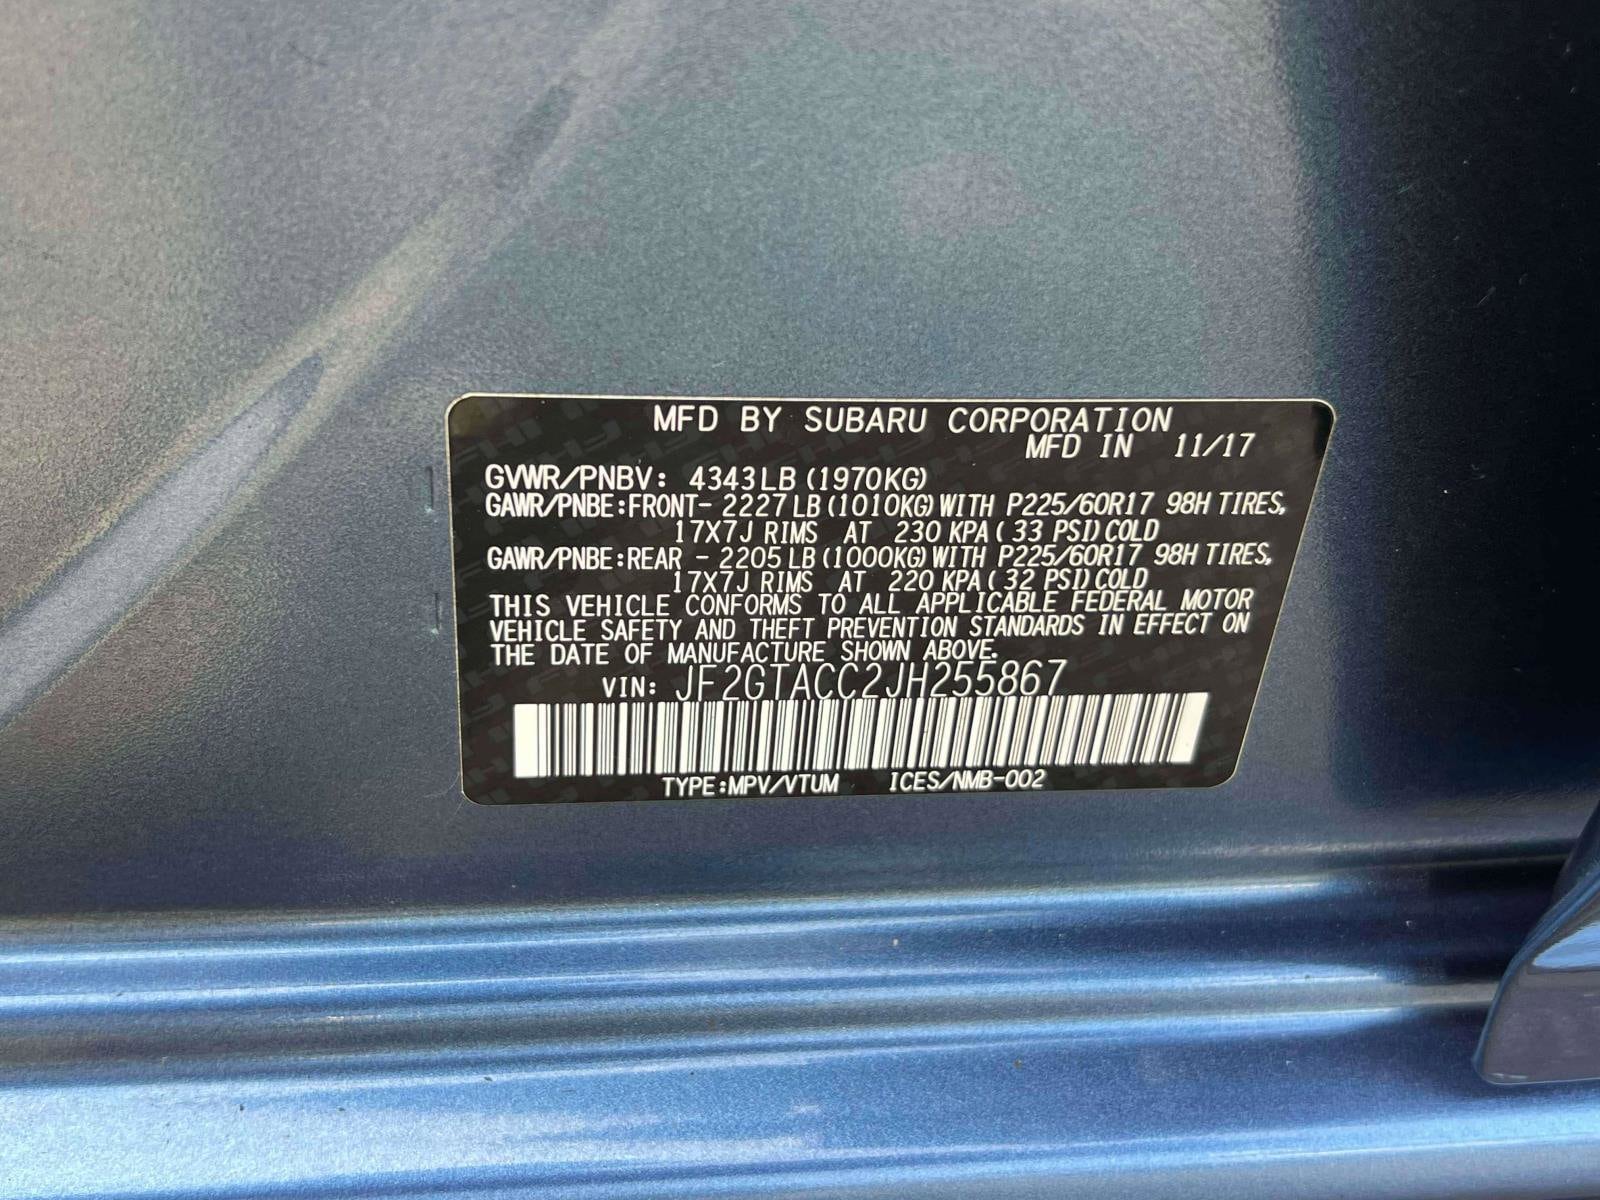 MFD BY SUBARU CORPORATION
MFD IN 11/17
GVWR/PNBV: 4343LB (1970KG)
GAWR/PNBE:FRONT- 2227LB (1010KG) WITH P225/60R17 98H TIRES,
17X7J RIMS AT 230 KPA ( 33 PSI) COLD
GAWR/PNBE:REAR - 2205LB (1000KG) WITH P225/60R17 98H TIRES,
17X7J RIMS AT 220 KPA ( 32 PSI) COLD
THIS VEHICLE CONFORMS TO ALL APPLICABLE FEDERAL MOTOR
VEHICLE SAFETY AND THEFT PREVENTION STANDARDS IN EFFECT ON
THE DATE OF MANUFACTURE SHOWN ABOVE.
VIN: JF2GTACC2JH255867
TYPE:MPV/VTUM ICES/NMB-002